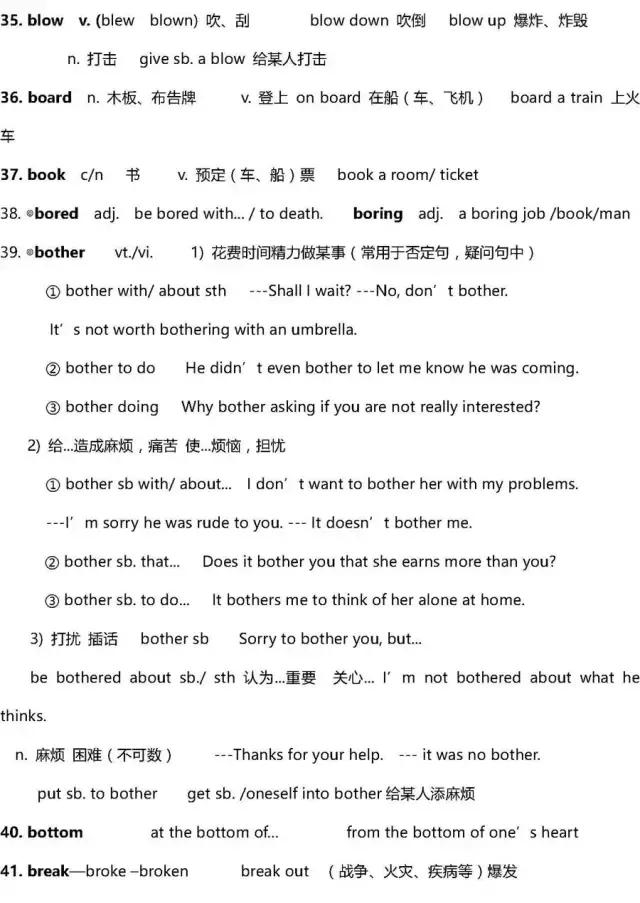 35. blow v. (blew blown) 吹、刮 blow down 吹倒 blow up 爆炸、炸毁
n. 打击 give sb. a blow 给某人打击
36. board n. 木板、布告牌 v. 登上 on board 在船（车、飞机） board a train 上火
车
37. book c/n 书 v. 预定（车、船）票 book a room/ ticket
38. ®bored adj. be bored with... / to death. boring adj. a boring job /book/man
39. ®bother vt./vi. 1) 花费时间精力做某事（常用于否定句，疑问句中）
① bother with/ about sth ---Shall I wait? ---No, don’t bother.
It’s not worth bothering with an umbrella.
② bother to do He didn’t even bother to let me know he was coming.
③ bother doing Why bother asking if you are not really interested?
2) 给...造成麻烦，痛苦 使...烦恼，担忧
① bother sb with/ about... I don’t want to bother her with my problems.
---I’m sorry he was rude to you. --- It doesn’t bother me.
② bother sb. that... Does it bother you that she earns more than you?
③ bother sb. to do... It bothers me to think of her alone at home.
3) 打扰 插话 bother sb Sorry to bother you, but...
be bothered about sb./ sth 认为...重要 关心... I’m not bothered about what he
thinks.
n. 麻烦 困难（不可数） ---Thanks for your help. --- it was no bother.
put sb. to bother get sb. /oneself into bother 给某人添麻烦
40. bottom at the bottom of... from the bottom of one’s heart
41. break—broke –broken break out （战争、火灾、疾病等）爆发